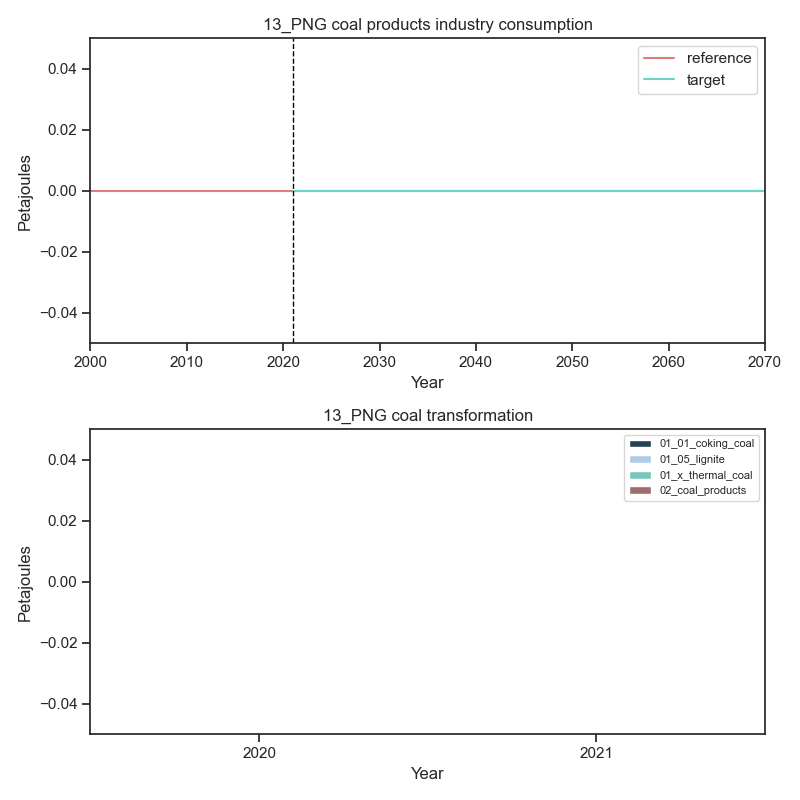 13_PNG coal products industry consumption
0.04
0.02
0.00
−0.02
−0.04
Petajoules
reference
target
2000 2010 2020 2030 2040 2050 2060 2070
Year
13_PNG coal transformation
0.04
0.02
0.00
−0.02
−0.04
Petajoules
01_01_coking_coal
01_05_lignite
01_x_thermal_coal
02_coal_products
2020 2021
Year